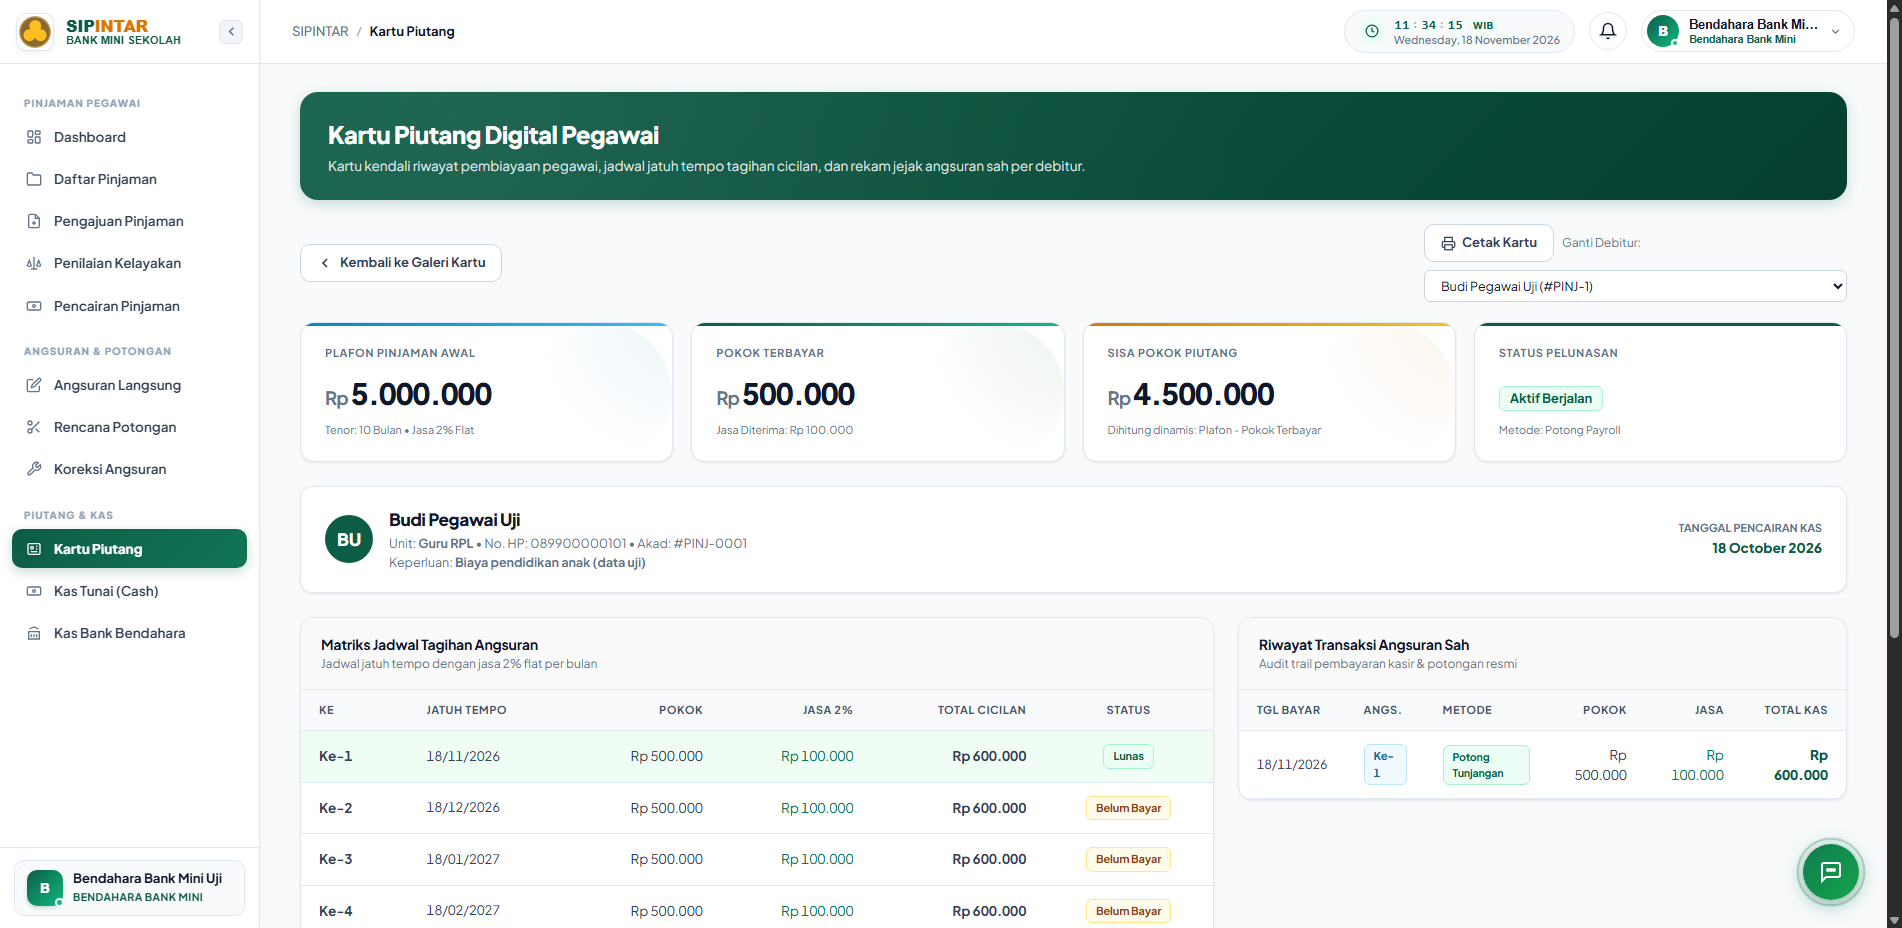 SIPINTAR
BANK MINI SEKOLAH
SIPINTAR / Kartu Piutang
11 : 34 : 15 WIB
Wednesday, 18 November 2026
B
Bendahara Bank Mi...
Bendahara Bank Mini
PINJAMAN PEGAWAI
Dashboard
Daftar Pinjaman
Pengajuan Pinjaman
Penilaian Kelayakan
Pencairan Pinjaman
ANGSURAN & POTONGAN
Angsuran Langsung
Rencana Potongan
Koreksi Angsuran
PIUTANG & KAS
Kartu Piutang
Kas Tunai (Cash)
Kas Bank Bendahara
B
Bendahara Bank Mini Uji
BENDAHARA BANK MINI
Kartu Piutang Digital Pegawai
Kartu kendali riwayat pembiayaan pegawai, jadwal jatuh tempo tagihan cicilan, dan rekam jejak angsuran sah per debitur.
Kembali ke Galeri Kartu
Cetak Kartu
Ganti Debitur:
Budi Pegawai Uji (#PINJ-1)
PLAFON PINJAMAN AWAL
Rp 5.000.000
Tenor: 10 Bulan • Jasa 2% Flat
POKOK TERBAYAR
Rp 500.000
Jasa Diterima: Rp 100.000
SISA POKOK PIUTANG
Rp 4.500.000
Dihitung dinamis: Plafon - Pokok Terbayar
STATUS PELUNASAN
Aktif Berjalan
Metode: Potong Payroll
BU
Budi Pegawai Uji
Unit: Guru RPL • No. HP: 089900000101 • Akad: #PINJ-0001
Keperluan: Biaya pendidikan anak (data uji)
TANGGAL PENCAIRAN KAS
18 October 2026
Matriks Jadwal Tagihan Angsuran
Jadwal jatuh tempo dengan jasa 2% flat per bulan
KE JATUH TEMPO POKOK JASA 2% TOTAL CICILAN STATUS
Ke-1 18/11/2026 Rp 500.000 Rp 100.000 Rp 600.000 Lunas
Ke-2 18/12/2026 Rp 500.000 Rp 100.000 Rp 600.000 Belum Bayar
Ke-3 18/01/2027 Rp 500.000 Rp 100.000 Rp 600.000 Belum Bayar
Ke-4 18/02/2027 Rp 500.000 Rp 100.000 Rp 600.000 Belum Bayar
Riwayat Transaksi Angsuran Sah
Audit trail pembayaran kasir & potongan resmi
TGL BAYAR ANGS. METODE POKOK JASA TOTAL KAS
18/11/2026 Ke-1 Potong Tunjangan Rp 500.000 Rp 100.000 Rp 600.000